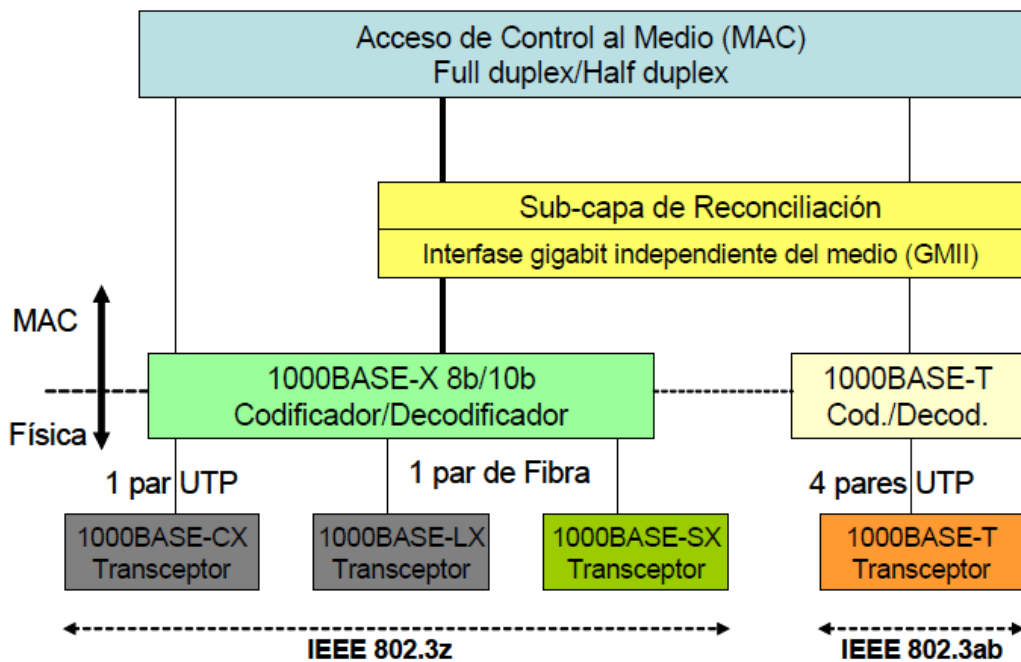 Acceso de Control al Medio (MAC)
Full duplex/Half duplex
Sub-capa de Reconciliación
Interfase gigabit independiente del medio (GMII)
MAC
Física
1000BASE-X 8b/10b
Codificador/Decodificador
1000BASE-T
Cod./Decod.
1 par UTP
1 par de Fibra
4 pares UTP
1000BASE-CX
Transceptor
1000BASE-LX
Transceptor
1000BASE-SX
Transceptor
1000BASE-T
Transceptor
IEEE 802.3z
IEEE 802.3ab